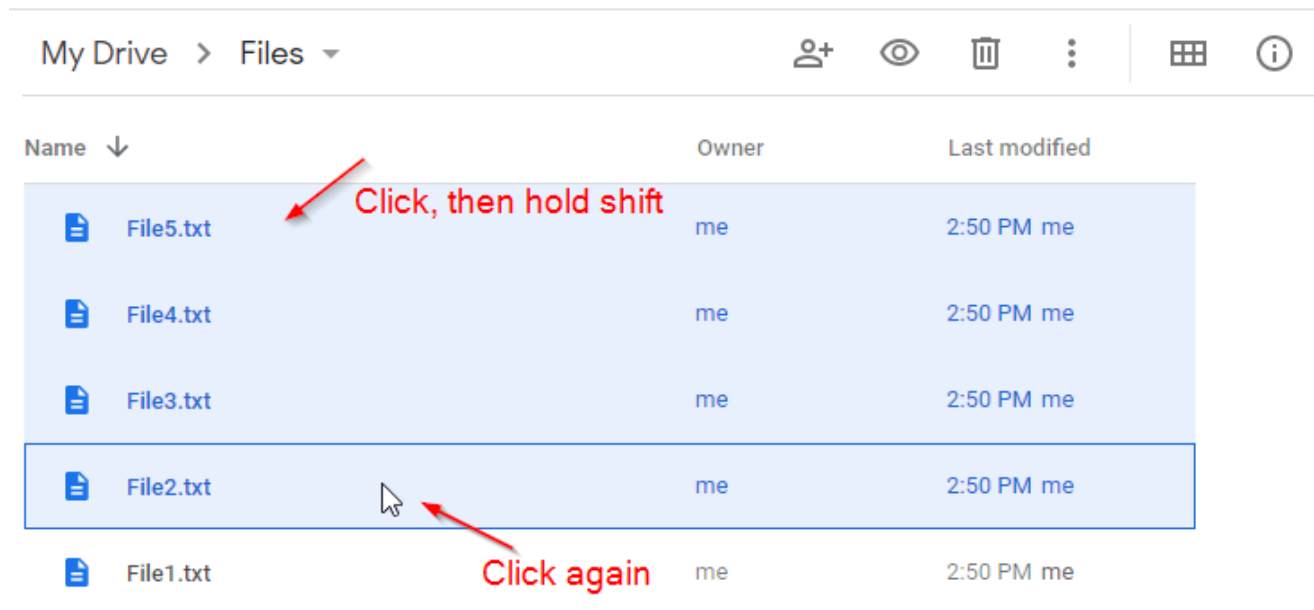 My Drive > Files
Name Owner Last modified
Click, then hold shift
File5.txt me 2:50 PM me
File4.txt me 2:50 PM me
File3.txt me 2:50 PM me
File2.txt me 2:50 PM me
Click again
File1.txt me 2:50 PM me